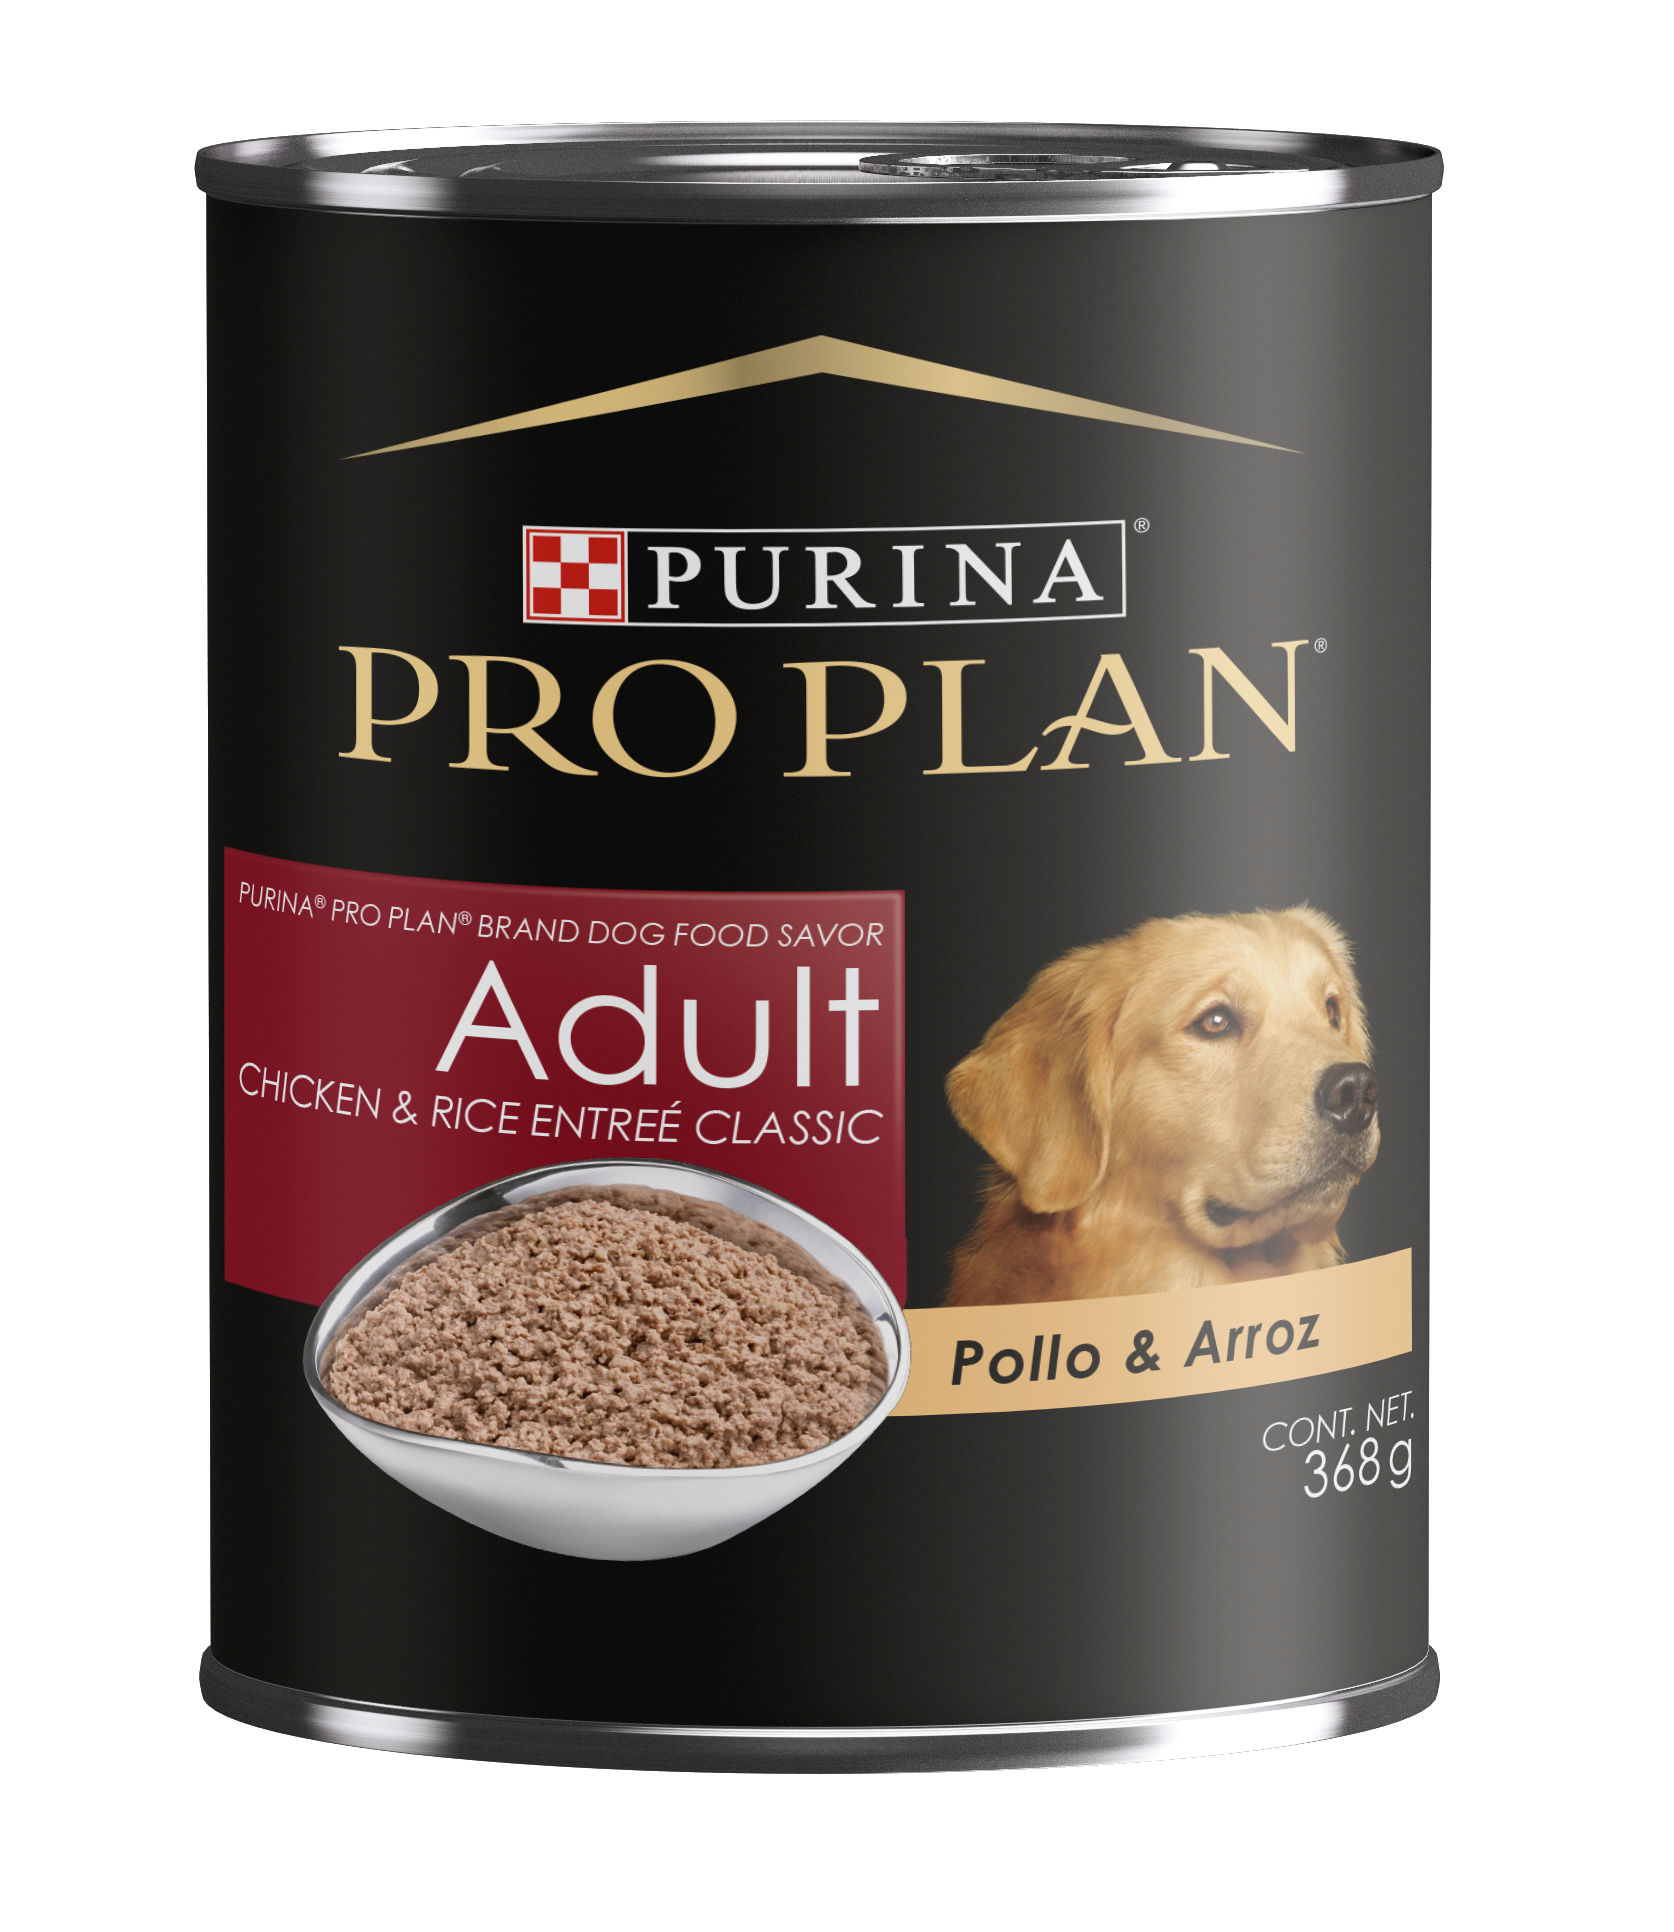 PURINA®
PRO PLAN®
PURINA® PRO PLAN® BRAND DOG FOOD SAVOR
Adult
CHICKEN & RICE ENTREÉ CLASSIC
Pollo & Arroz
CONT. NET.
368 g